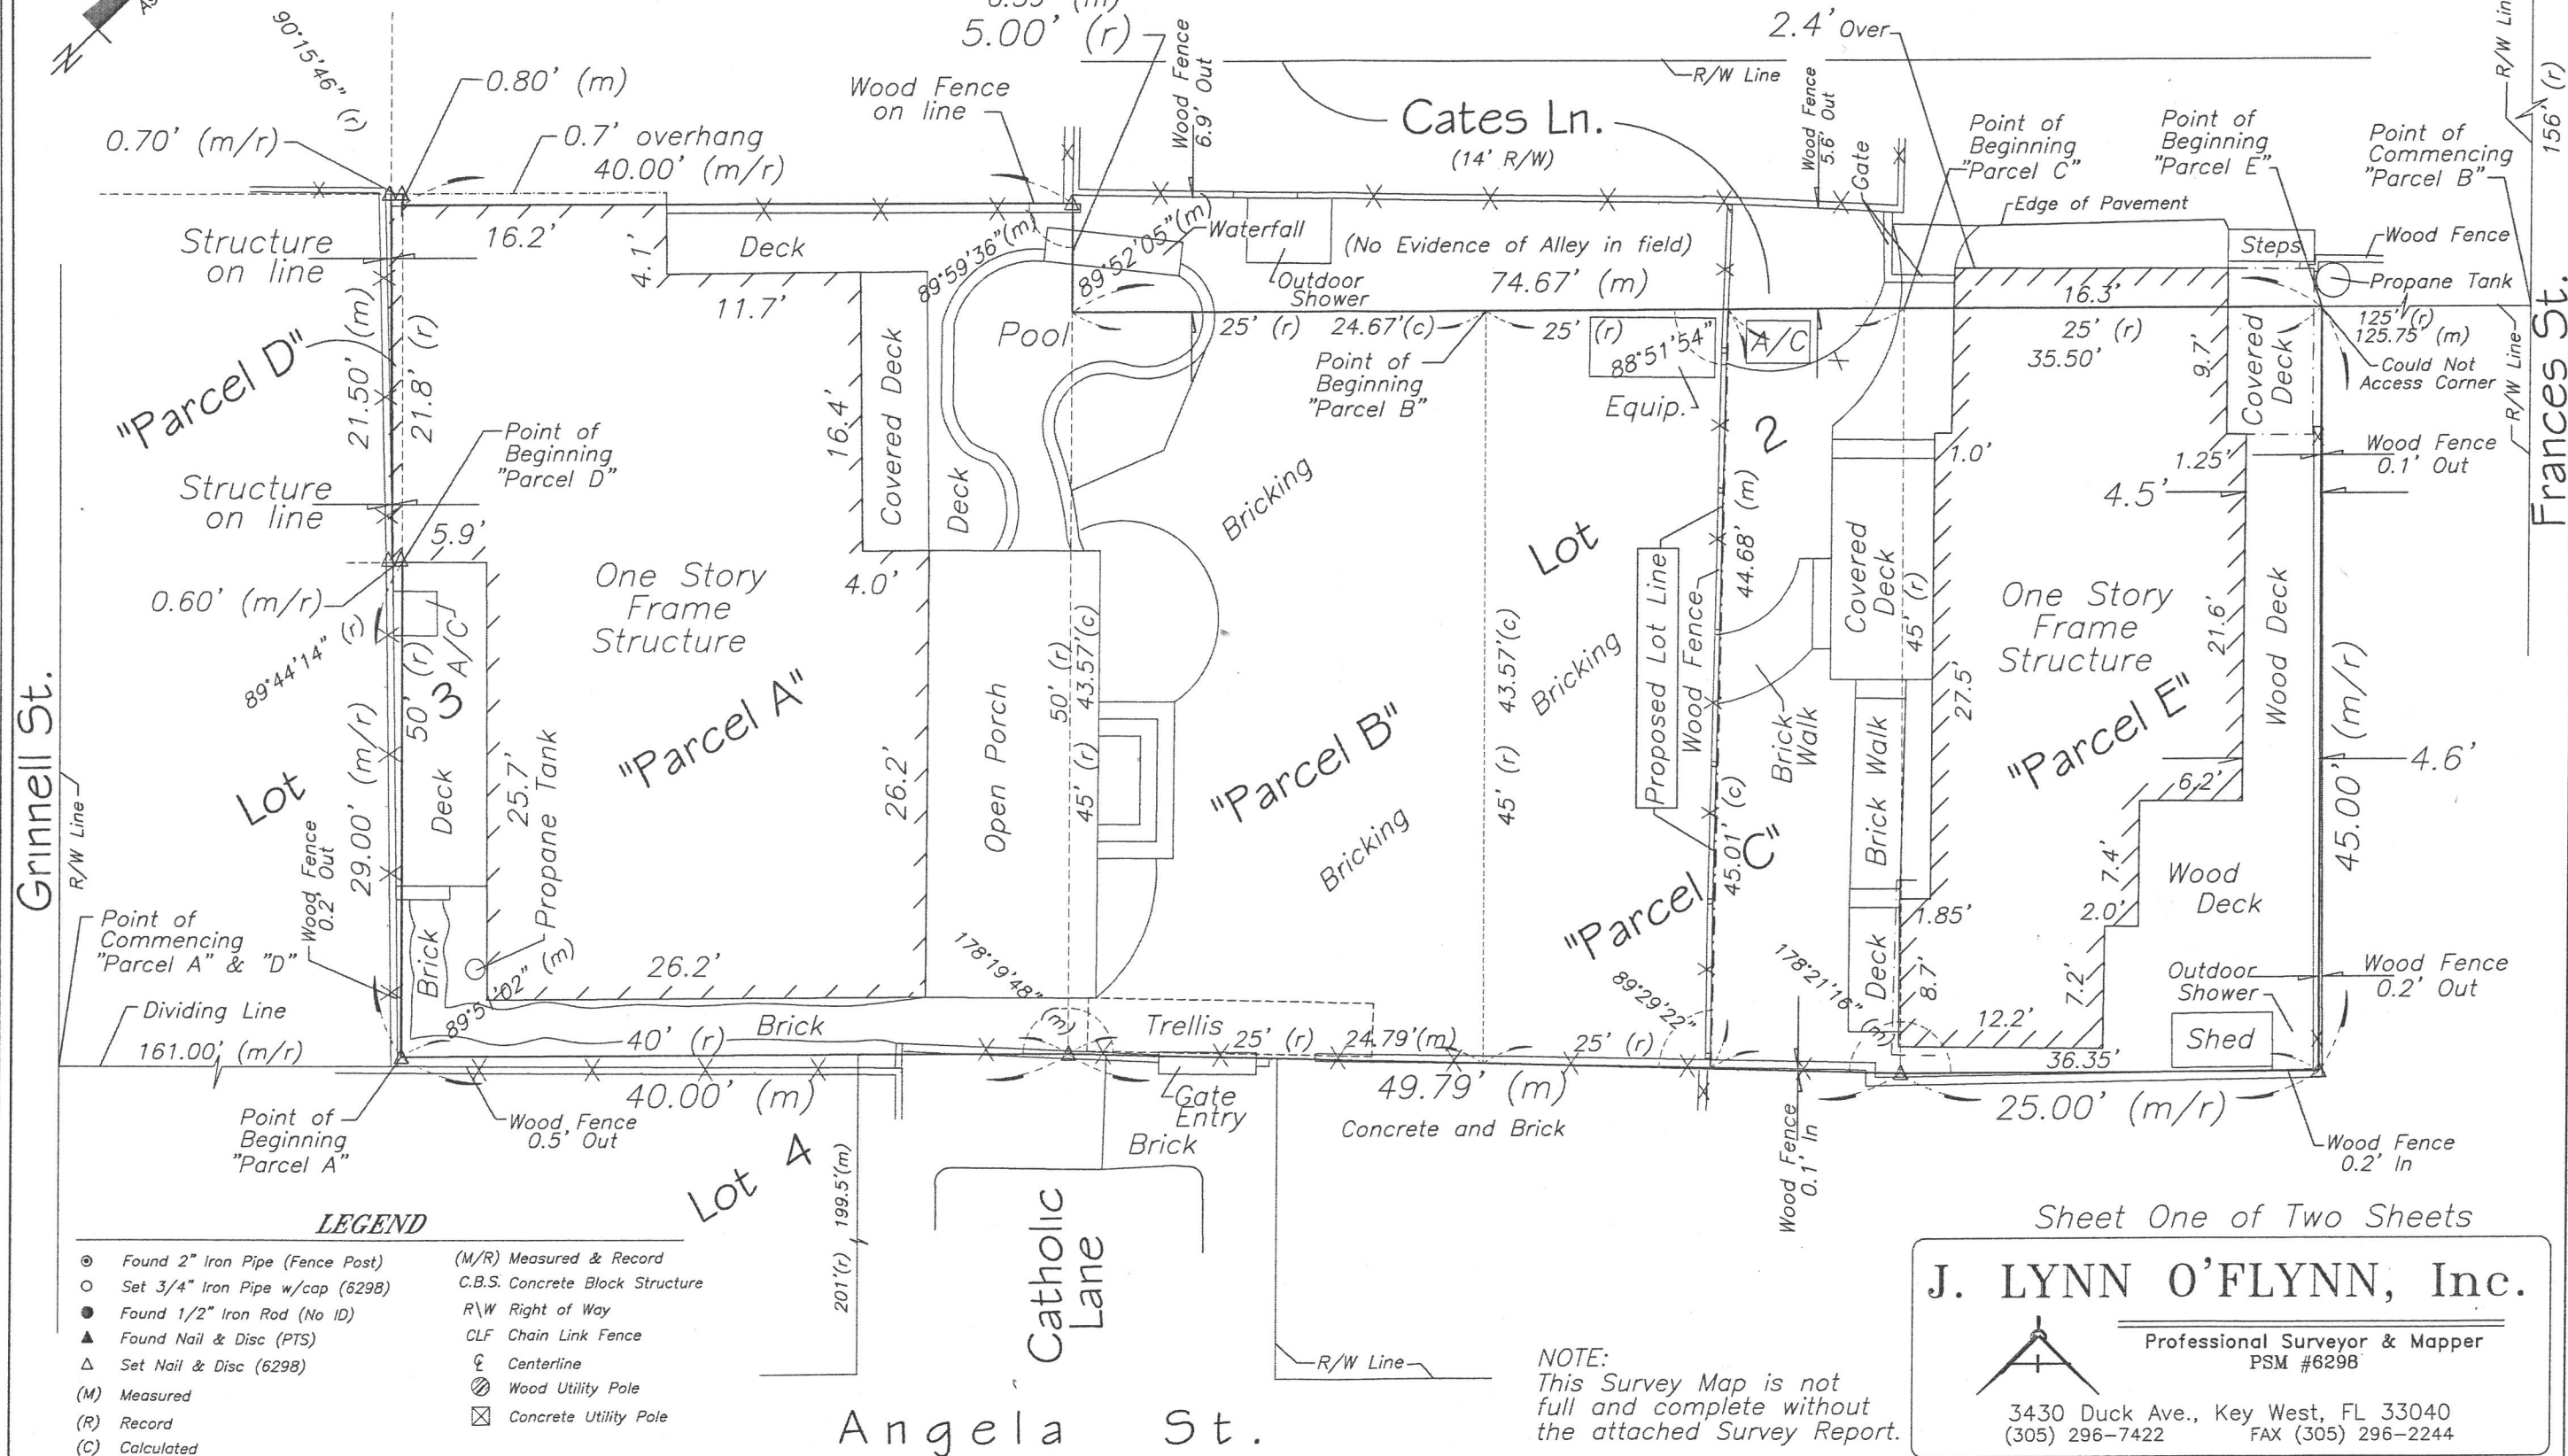 N
90°15'46" (r)
5.00' (r)
2.4' Over
R/W Line
156' (r)
0.80' (m)
0.70' (m/r)
0.7' overhang
40.00' (m/r)
Wood Fence
on line
Wood Fence
6.9' Out
R/W Line
Cates Ln.
(14' R/W)
Wood Fence
5.6' Out
Gate
Point of
Beginning
"Parcel C"
Point of
Beginning
"Parcel E"
Point of
Commencing
"Parcel B"
Edge of Pavement
Structure
on line
16.2'
4.1'
Deck
11.7'
89°59'36"(m)
89°52'05"(m)
Waterfall
Outdoor
Shower
(No Evidence of Alley in field)
74.67' (m)
Steps
Wood Fence
Propane Tank
16.3'
25' (r)
35.50'
125' (r)
125.75' (m)
Could Not
Access Corner
R/W Line
Frances St.
"Parcel D"
21.50' (m)
21.8' (r)
16.4'
Covered Deck
Deck
Pool
25' (r)
24.67'(c)
25' (r)
Point of
Beginning
"Parcel B"
88°51'54"
A/C
Equip.
9.7'
Covered
Deck
Point of
Beginning
"Parcel D"
Structure
on line
5.9'
Bricking
Lot
2
1.0'
1.25'
Wood Fence
0.1' Out
4.5'
0.60' (m/r)
89°44'14" (r)
One Story
Frame
Structure
4.0'
A/C
50' (r)
3
Lot
29.00' (m/r)
Deck
25.7'
Propane Tank
"Parcel A"
26.2'
Open Porch
50' (r)
43.57'(c)
45' (r)
"Parcel B"
Bricking
43.57'(c)
45' (r)
Bricking
Proposed Lot Line
Wood Fence
44.68' (m)
45.01' (c)
"Parcel C"
Brick
Walk
Covered
Deck
45' (r)
Brick Walk
27.5'
One Story
Frame
Structure
21.6'
Wood Deck
"Parcel E"
6.2'
45.00' (m/r)
4.6'
Grinnell St.
R/W Line
Point of
Commencing
"Parcel A" & "D"
Wood Fence
0.2' Out
Dividing Line
161.00' (m/r)
Brick
26.2'
40' (r)
Brick
178°19'48"
(m)
Trellis
25' (r)
24.79'(m)
25' (r)
89°29'22"
178°21'16"
(m)
Deck
1.85'
8.7'
12.2'
7.4'
2.0'
7.2'
Wood
Deck
Outdoor
Shower
Shed
36.35'
Wood Fence
0.2' Out
Point of
Beginning
"Parcel A"
Wood Fence
0.5' Out
40.00' (m)
Gate
Entry
Brick
49.79' (m)
Concrete and Brick
Wood Fence
0.1' In
25.00' (m/r)
Wood Fence
0.2' In
Lot 4
201'(r)
199.5'(m)
Catholic
Lane
R/W Line
Angela St.
LEGEND
Found 2" Iron Pipe (Fence Post)
Set 3/4" Iron Pipe w/cap (6298)
Found 1/2" Iron Rod (No ID)
Found Nail & Disc (PTS)
Set Nail & Disc (6298)
(M) Measured
(R) Record
(C) Calculated
(M/R) Measured & Record
C.B.S. Concrete Block Structure
R\W Right of Way
CLF Chain Link Fence
℄ Centerline
Wood Utility Pole
Concrete Utility Pole
NOTE:
This Survey Map is not
full and complete without
the attached Survey Report.
Sheet One of Two Sheets
J. LYNN O'FLYNN, Inc.
Professional Surveyor & Mapper
PSM #6298
3430 Duck Ave., Key West, FL 33040
(305) 296-7422 FAX (305) 296-2244